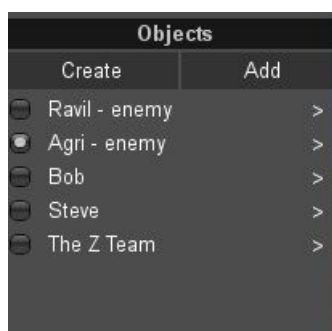 Objects
Create Add
Ravil - enemy >
Agri - enemy >
Bob >
Steve >
The Z Team >